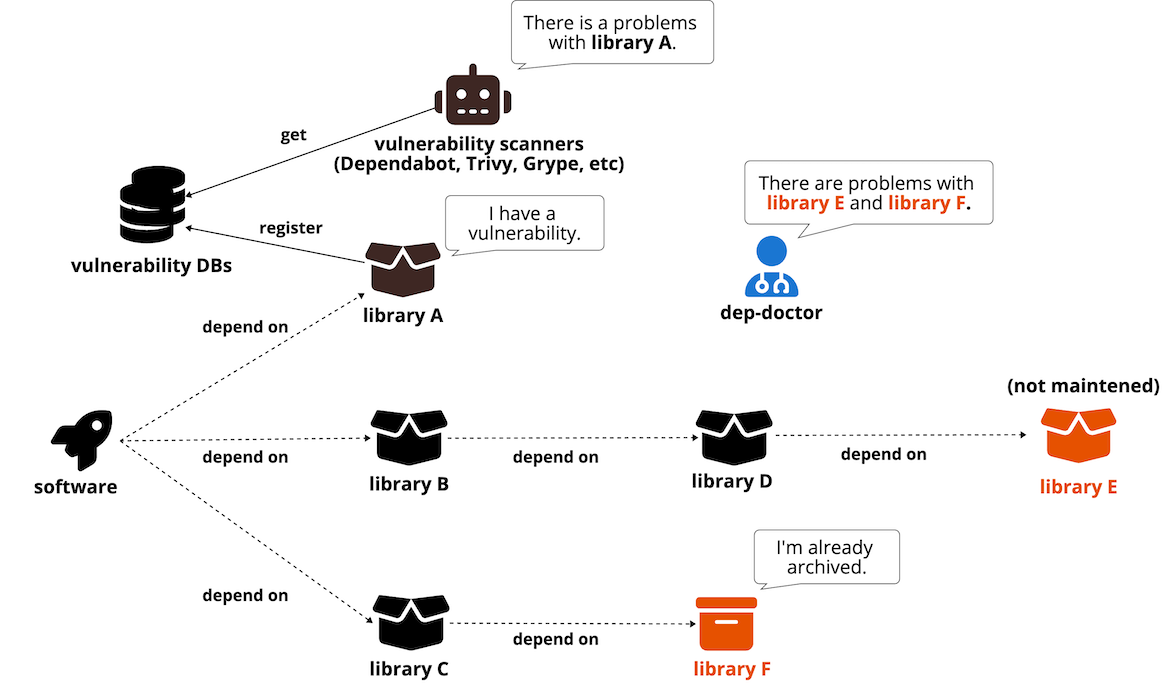 There is a problems
with library A.
get
vulnerability scanners
(Dependabot, Trivy, Grype, etc)
There are problems with
library E and library F.
I have a
vulnerability.
register
vulnerability DBs
library A
dep-doctor
depend on
(not maintened)
software
depend on
library B
depend on
library D
depend on
library E
I'm already
archived.
depend on
library C
depend on
library F